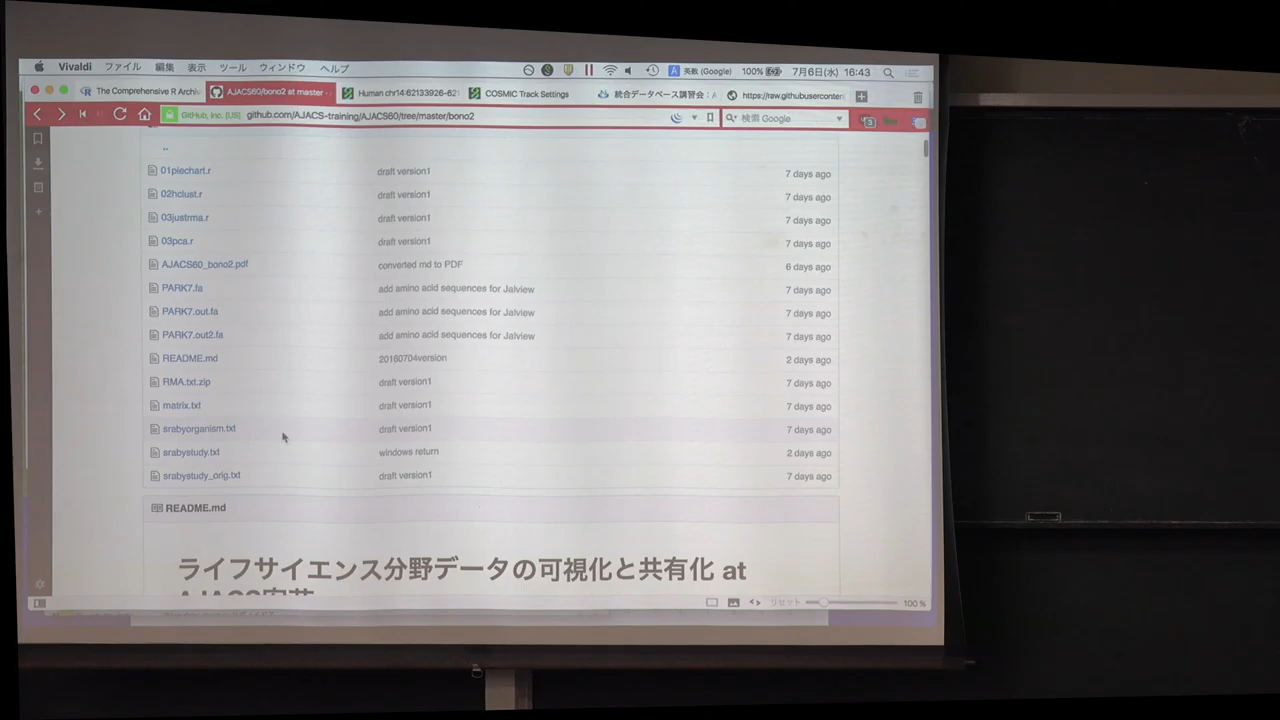 Vivaldi ファイル 編集 表示 ツール ウィンドウ ヘルプ 英数 (Google) 100% 7月6日(水) 16:43
The Comprehensive R Archiv AJACS60/bono2 at master · Human chr14:62133926-62 COSMIC Track Settings 統合データベース講習会：A https://raw.githubusercontent
GitHub, Inc. [US] github.com/AJACS-training/AJACS60/tree/master/bono2 検索 Google 3
..
01piechart.r draft version1 7 days ago
02hclust.r draft version1 7 days ago
03justrma.r draft version1 7 days ago
03pca.r draft version1 7 days ago
AJACS60_bono2.pdf converted md to PDF 6 days ago
PARK7.fa add amino acid sequences for Jalview 7 days ago
PARK7.out.fa add amino acid sequences for Jalview 7 days ago
PARK7.out2.fa add amino acid sequences for Jalview 7 days ago
README.md 20160704version 2 days ago
RMA.txt.zip draft version1 7 days ago
matrix.txt draft version1 7 days ago
srabyorganism.txt draft version1 7 days ago
srabystudy.txt windows return 2 days ago
srabystudy_orig.txt draft version1 7 days ago
README.md
ライフサイエンス分野データの可視化と共有化 at
リセット 100 %